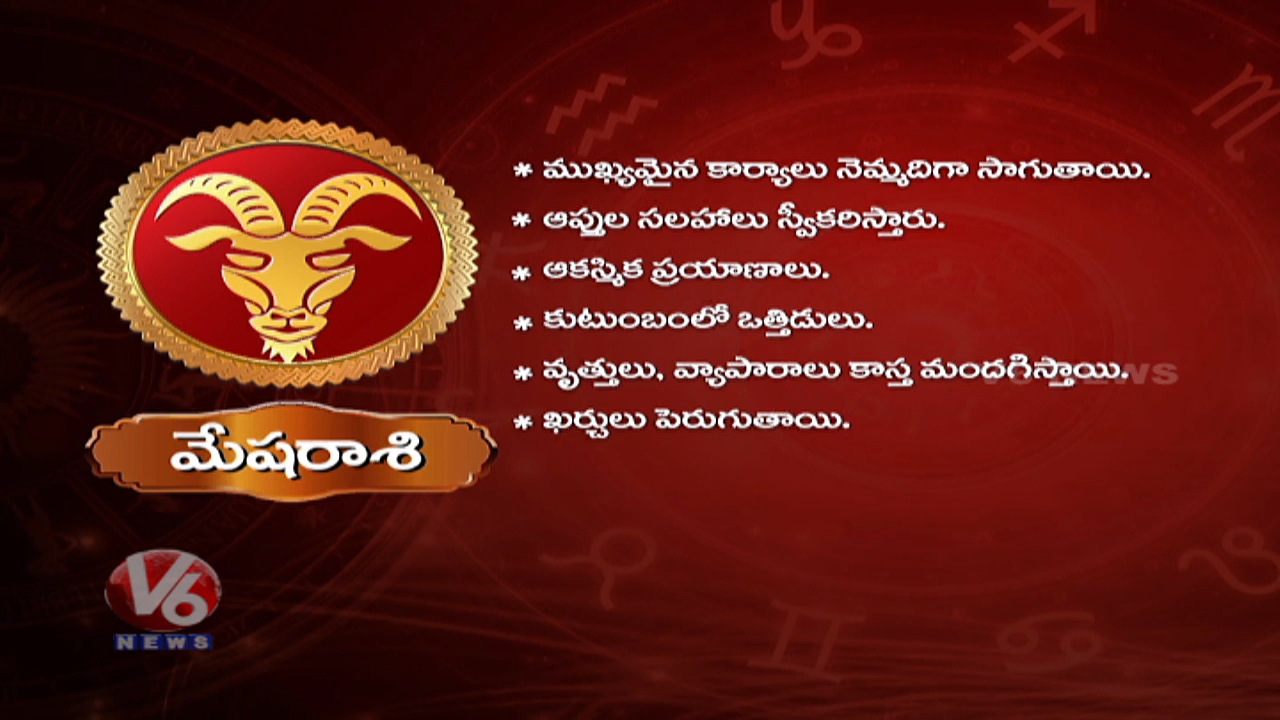 * ముఖ్యమైన కార్యాలు నెమ్మదిగా సాగుతాయి.
* ఆప్తుల సలహాలు స్వీకరిస్తారు.
* ఆకస్మిక ప్రయాణాలు.
* కుటుంబంలో ఒత్తిడులు.
* వృత్తులు, వ్యాపారాలు కాస్త మందగిస్తాయి.
* ఖర్చులు పెరుగుతాయి.
మేషరాశి
V6
NEWS